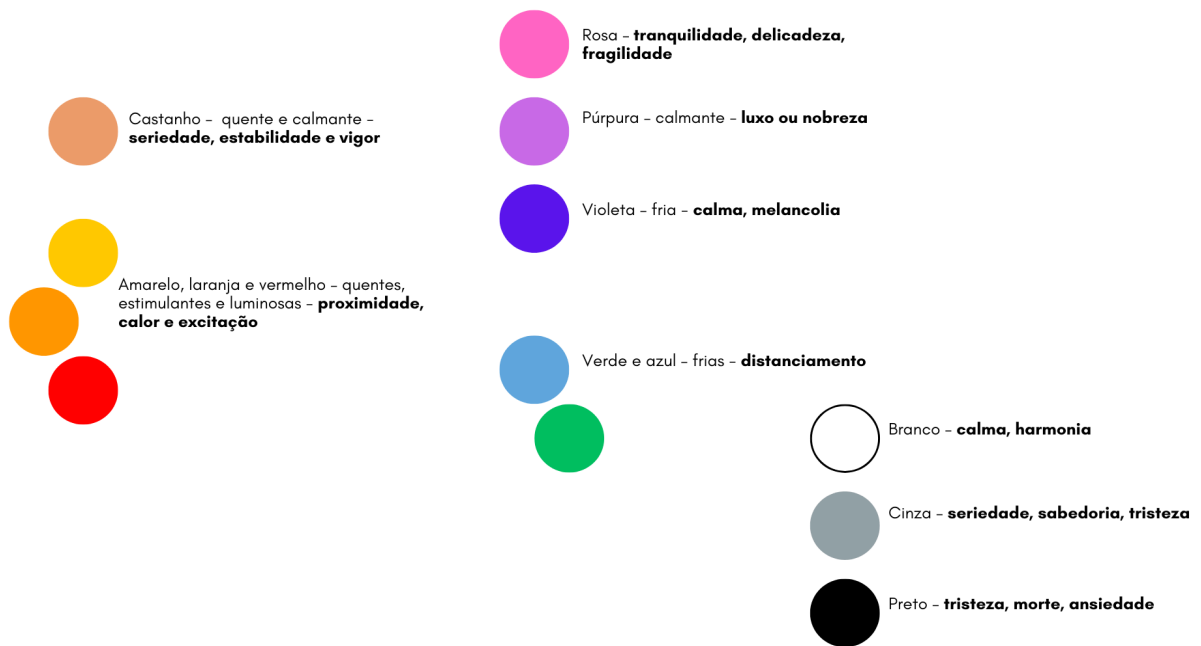 Rosa – tranquilidade, delicadeza,
fragilidade
Castanho –  quente e calmante –
seriedade, estabilidade e vigor
Púrpura – calmante – luxo ou nobreza
Violeta – fria – calma, melancolia
Amarelo, laranja e vermelho – quentes,
estimulantes e luminosas – proximidade,
calor e excitação
Verde e azul – frias – distanciamento
Branco – calma, harmonia
Cinza – seriedade, sabedoria, tristeza
Preto – tristeza, morte, ansiedade